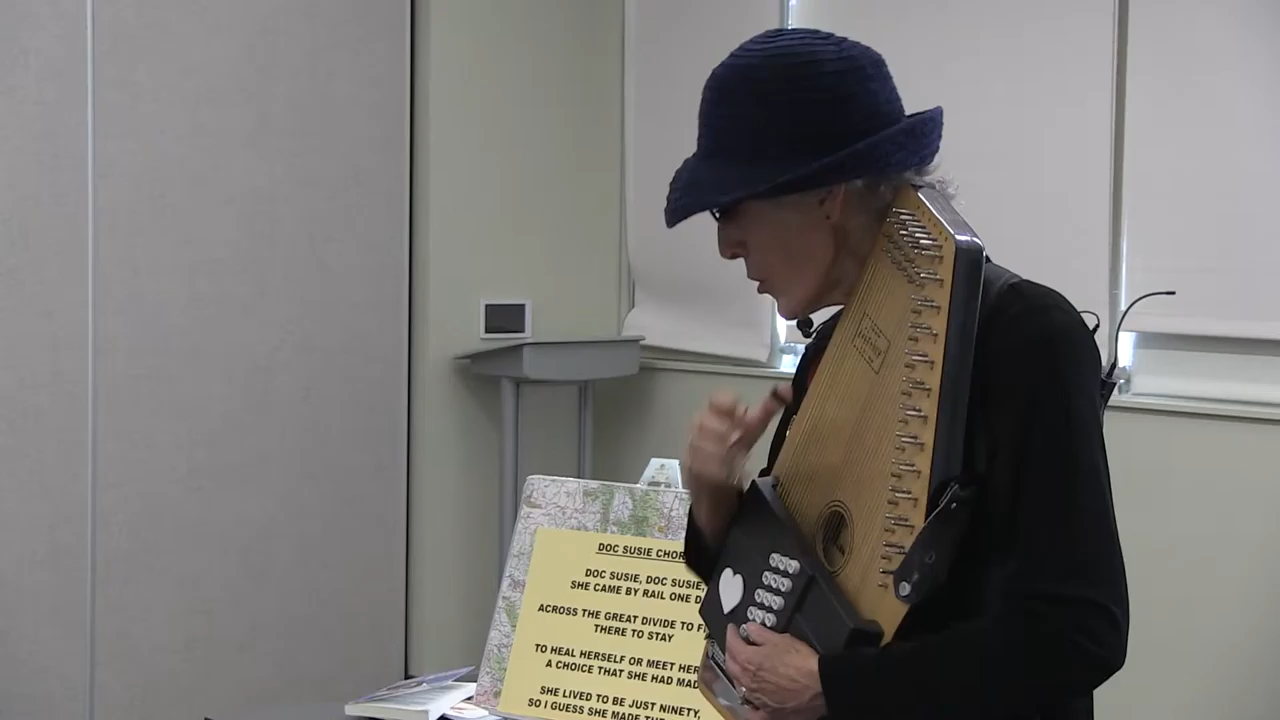 DOC SUSIE CHOR
DOC SUSIE, DOC SUSIE,
SHE CAME BY RAIL ONE D
ACROSS THE GREAT DIVIDE TO F
THERE TO STAY
TO HEAL HERSELF OR MEET HER
A CHOICE THAT SHE HAD MAD
SHE LIVED TO BE JUST NINETY,
SO I GUESS SHE MADE THE